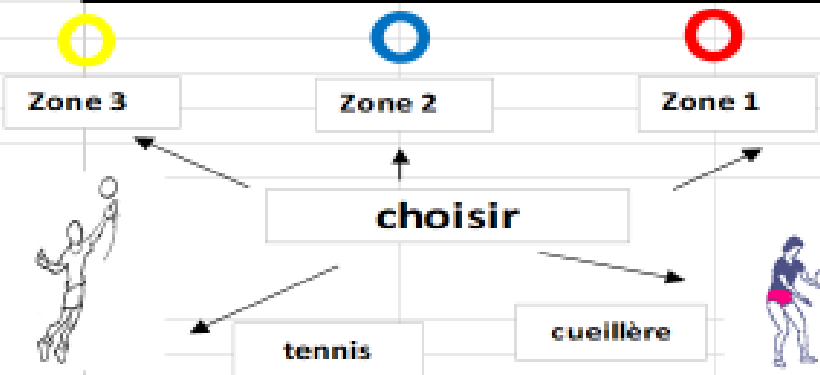 Zone 3
Zone 2
Zone 1
choisir
tennis
cueillère